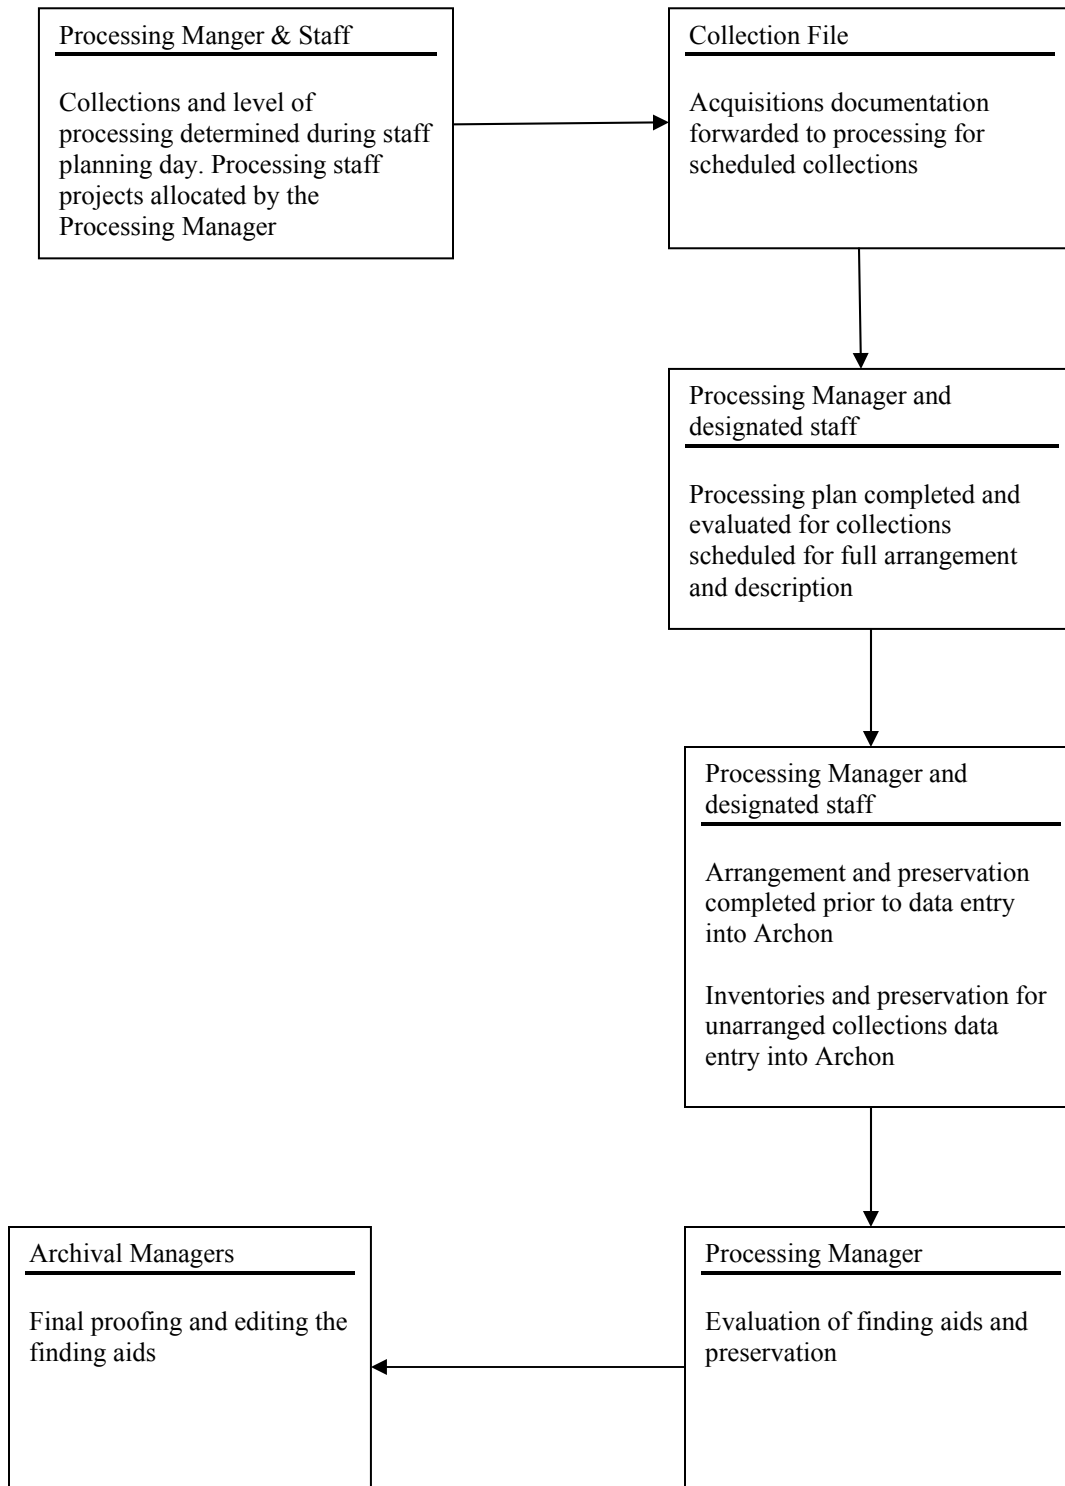 Processing Manger & Staff
Collections and level of
processing determined during staff
planning day. Processing staff
projects allocated by the
Processing Manager
Collection File
Acquisitions documentation
forwarded to processing for
scheduled collections
Processing Manager and
designated staff
Processing plan completed and
evaluated for collections
scheduled for full arrangement
and description
Processing Manager and
designated staff
Arrangement and preservation
completed prior to data entry
into Archon
Inventories and preservation for
unarranged collections data
entry into Archon
Processing Manager
Evaluation of finding aids and
preservation
Archival Managers
Final proofing and editing the
finding aids